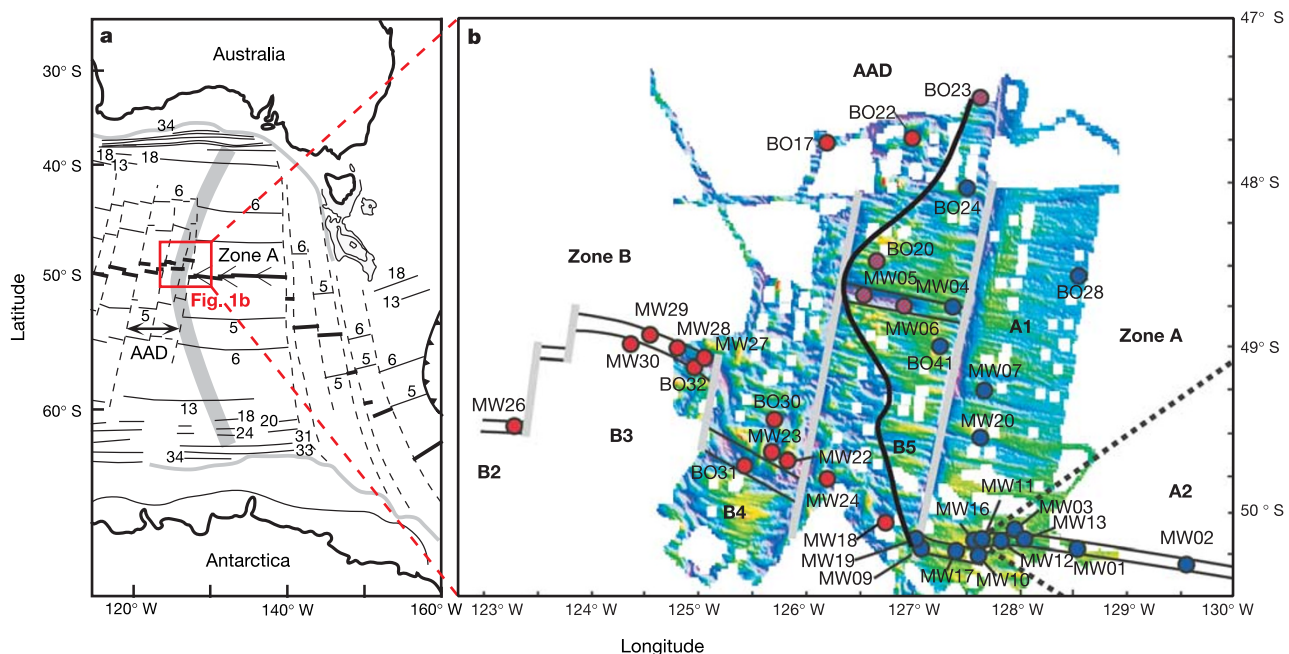 a
Australia
30° S
34
40° S
18
13
18
6
6
Zone A
6
50° S
Fig. 1b
18
13
5
5
5
AAD
6
6
6
5
5
60° S
13
18
20
24
31
34
33
Antarctica
120° W
140° W
160° W
Latitude
b
47° S
AAD
BO23
BO22
BO17
48° S
BO24
Zone B
BO20
MW05
MW04
BO28
MW29
MW28
MW27
MW06
A1
Zone A
MW30
BO41
49° S
BO32
MW07
MW26
BO30
MW20
B3
MW23
B2
BO31
MW22
B5
MW11
A2
B4
MW24
MW16
MW03
50° S
MW13
MW18
MW02
MW19
MW12
MW01
MW09
MW17
MW10
123° W
124° W
125° W
126° W
127° W
128° W
129° W
130° W
Longitude